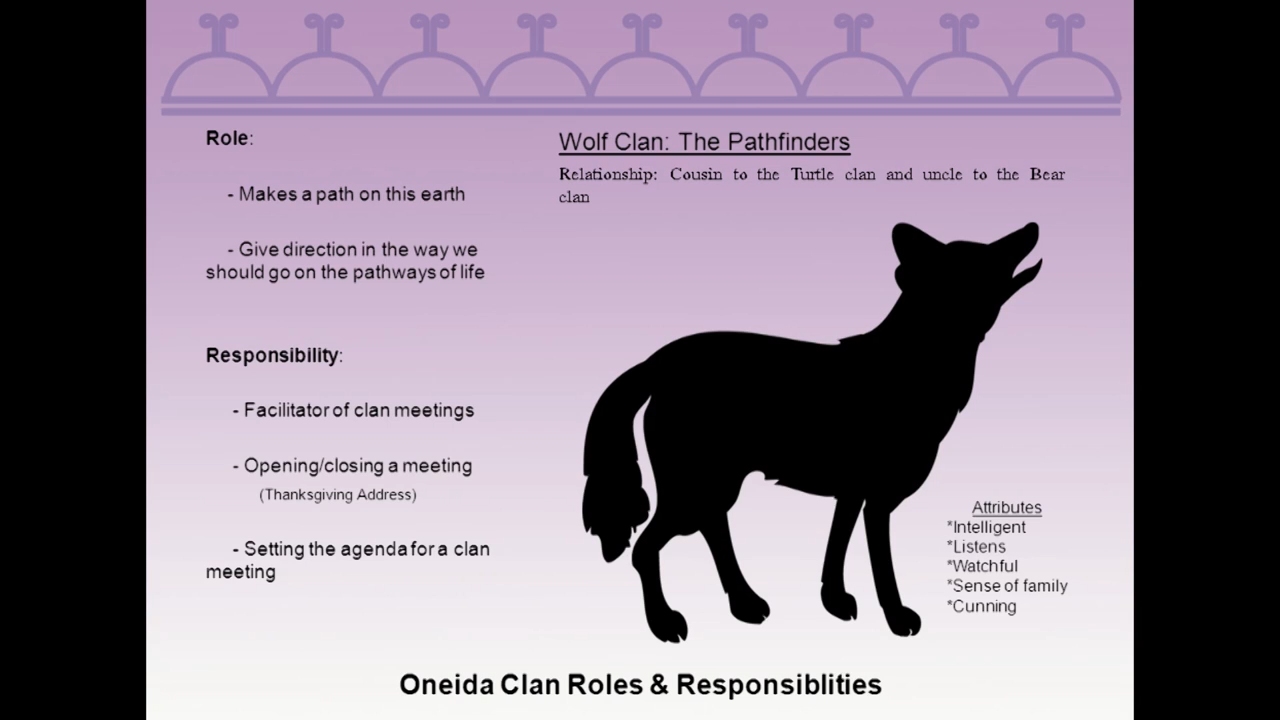 Role:
- Makes a path on this earth
- Give direction in the way we
should go on the pathways of life
Responsibility:
- Facilitator of clan meetings
- Opening/closing a meeting
(Thanksgiving Address)
- Setting the agenda for a clan
meeting
Wolf Clan: The Pathfinders
Relationship: Cousin to the Turtle clan and uncle to the Bear
clan
Attributes
*Intelligent
*Listens
*Watchful
*Sense of family
*Cunning
Oneida Clan Roles & Responsiblities